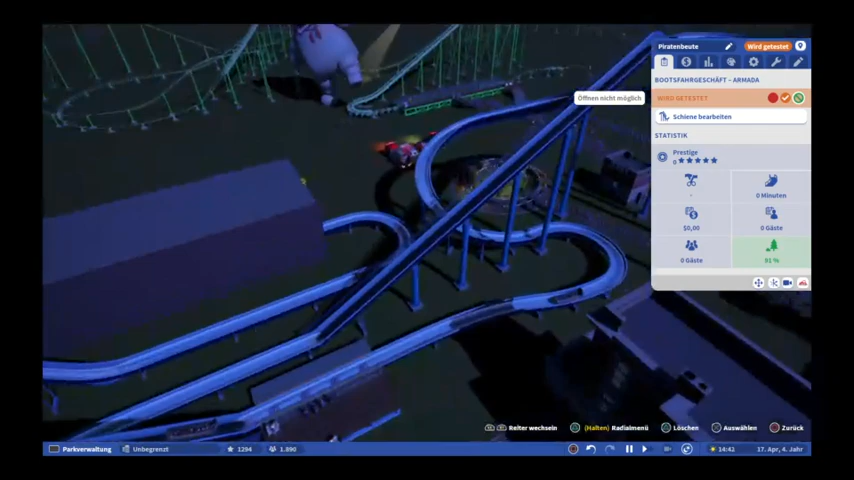 Piratenbeute
Wird getestet
BOOTSFAHRGESCHÄFT - ARMADA
WIRD GETESTET
Öffnen nicht möglich
Schiene bearbeiten
STATISTIK
Prestige
0
-
0 Minuten
$0,00
0 Gäste
0 Gäste
91 %
Reiter wechseln
(Halten) Radialmenü
Löschen
Auswählen
Zurück
Parkverwaltung
Unbegrenzt
1294
1.890
14:42
17. Apr, 4. Jahr